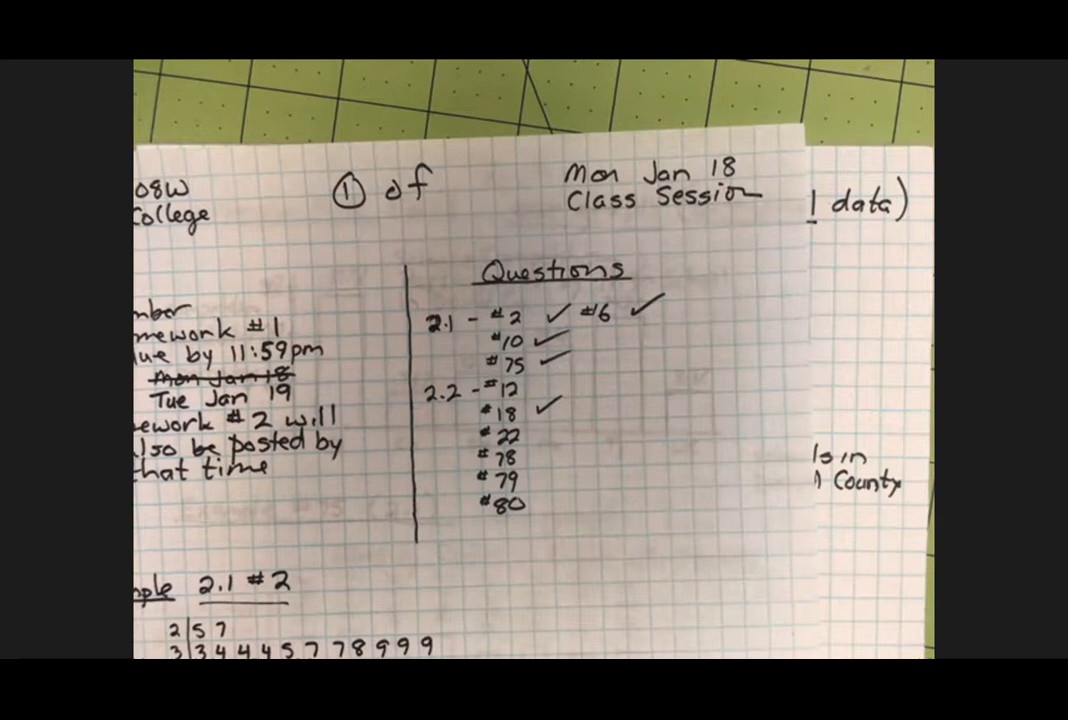 08W
College
① of
Mon Jan 18
Class Session
1 data)
mber
mework #1
ue by 11:59pm
Mon Jan 18
Tue Jan 19
ework #2 will
lso be posted by
that time
Questions
2.1 - #2 ✓ #6 ✓
#10 ✓
#75 ✓
2.2 - #12
#18 ✓
#22
#78
#79
#80
ls in
County
mple 2.1 #2
2 | 5 7
3 | 3 4 4 4 5 7 7 8 9 9 9